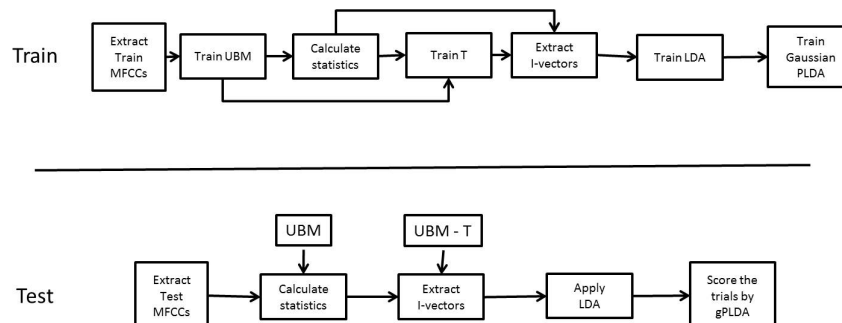 Train
Extract
Train
MFCCs
Train UBM
Calculate
statistics
Train T
Extract
I-vectors
Train LDA
Train
Gaussian
PLDA
Test
UBM
UBM - T
Extract
Test
MFCCs
Calculate
statistics
Extract
I-vectors
Apply
LDA
Score the
trials by
gPLDA